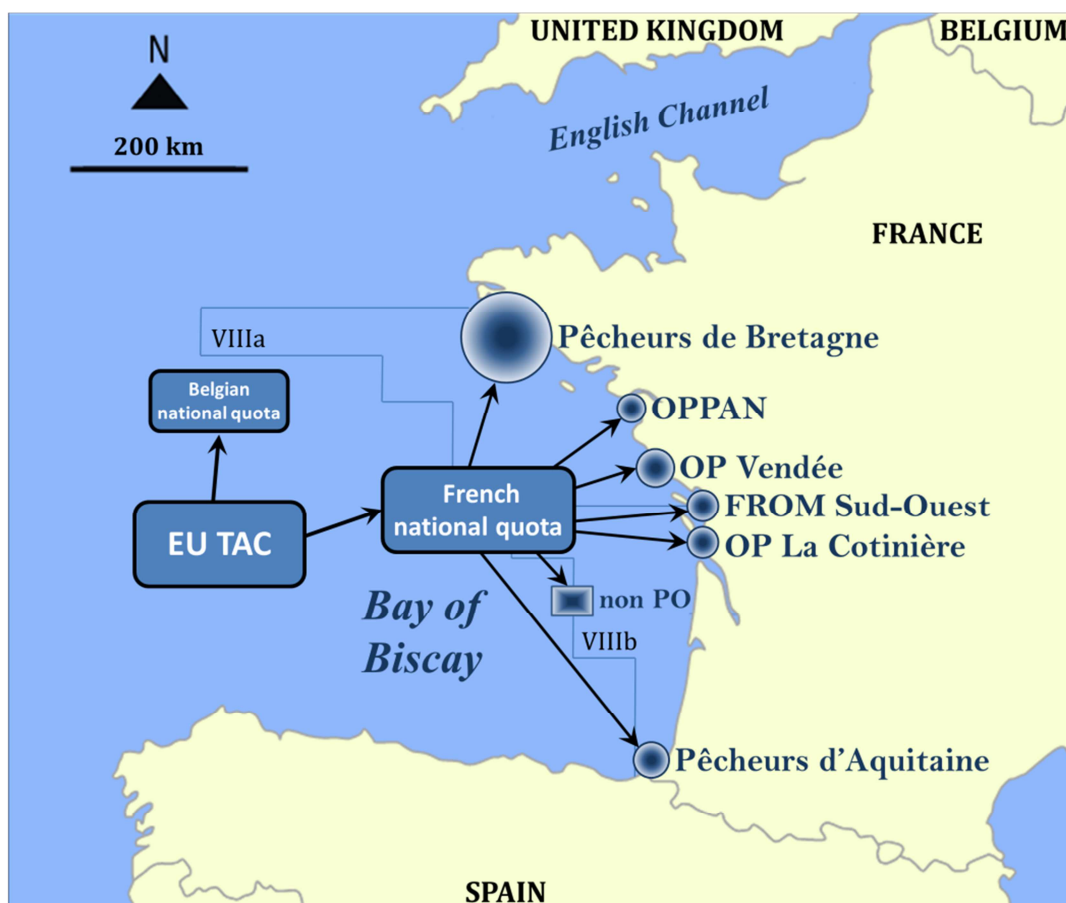 UNITED KINGDOM
BELGIUM
N
200 km
English Channel
FRANCE
VIIIa
Pêcheurs de Bretagne
Belgian
national quota
OPPAN
OP Vendée
French
national quota
FROM Sud-Ouest
EU TAC
OP La Cotinière
Bay of
Biscay
non PO
VIIIb
Pêcheurs d’Aquitaine
SPAIN